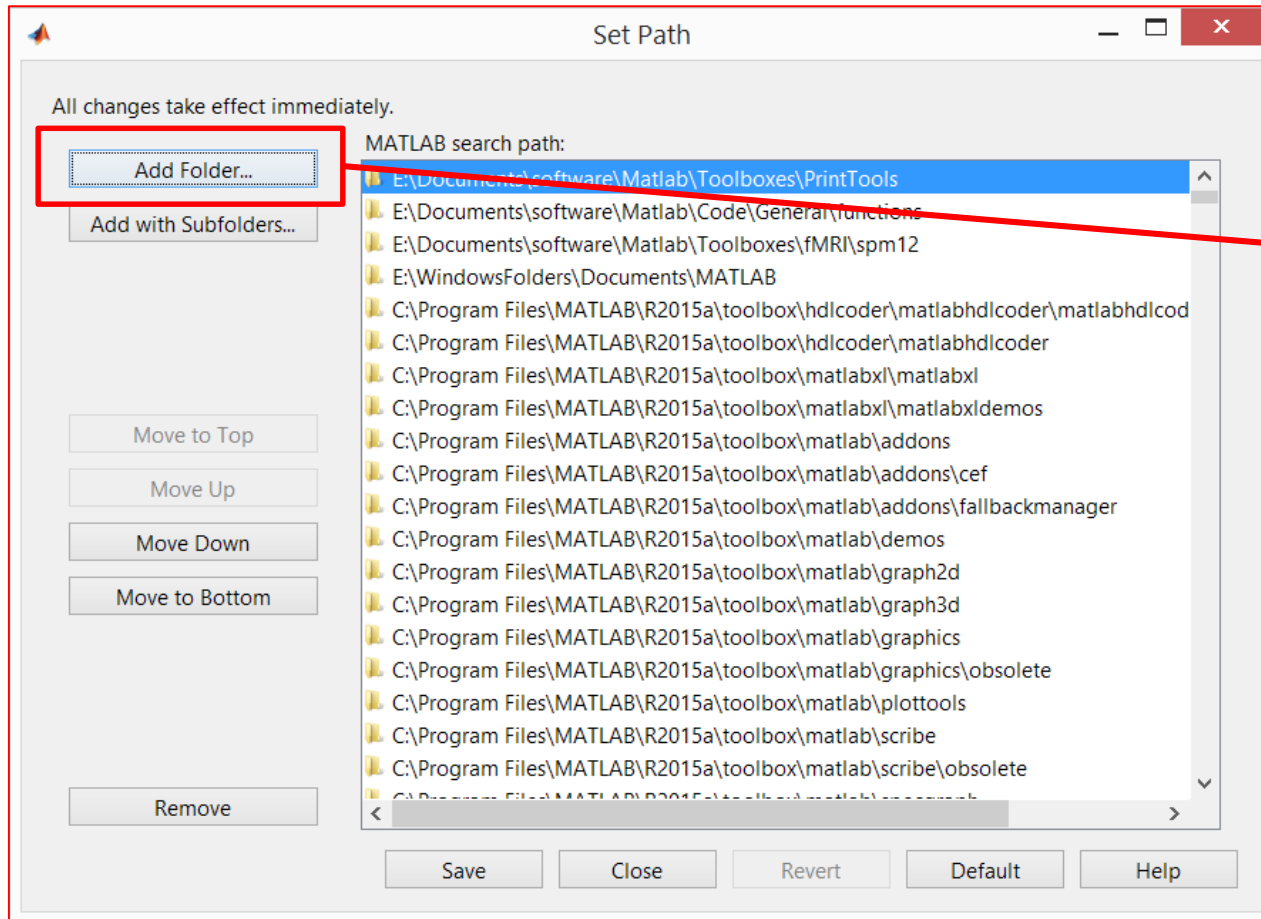 Set Path
All changes take effect immediately.
Add Folder...
MATLAB search path:
E:\Documents\software\Matlab\Toolboxes\PrintTools
Add with Subfolders...
E:\Documents\software\Matlab\Code\General\functions
E:\Documents\software\Matlab\Toolboxes\fMRI\spm12
E:\WindowsFolders\Documents\MATLAB
C:\Program Files\MATLAB\R2015a\toolbox\hdlcoder\matlabhdlcoder\matlabhdlcod
C:\Program Files\MATLAB\R2015a\toolbox\hdlcoder\matlabhdlcoder
C:\Program Files\MATLAB\R2015a\toolbox\matlabxl\matlabxl
C:\Program Files\MATLAB\R2015a\toolbox\matlabxl\matlabxldemos
Move to Top
C:\Program Files\MATLAB\R2015a\toolbox\matlab\addons
C:\Program Files\MATLAB\R2015a\toolbox\matlab\addons\cef
Move Up
C:\Program Files\MATLAB\R2015a\toolbox\matlab\addons\fallbackmanager
Move Down
C:\Program Files\MATLAB\R2015a\toolbox\matlab\demos
C:\Program Files\MATLAB\R2015a\toolbox\matlab\graph2d
Move to Bottom
C:\Program Files\MATLAB\R2015a\toolbox\matlab\graph3d
C:\Program Files\MATLAB\R2015a\toolbox\matlab\graphics
C:\Program Files\MATLAB\R2015a\toolbox\matlab\graphics\obsolete
C:\Program Files\MATLAB\R2015a\toolbox\matlab\plottools
C:\Program Files\MATLAB\R2015a\toolbox\matlab\scribe
C:\Program Files\MATLAB\R2015a\toolbox\matlab\scribe\obsolete
Remove
C:\Program Files\MATLAB\R2015a\toolbox\matlab\specgraph
Save
Close
Revert
Default
Help